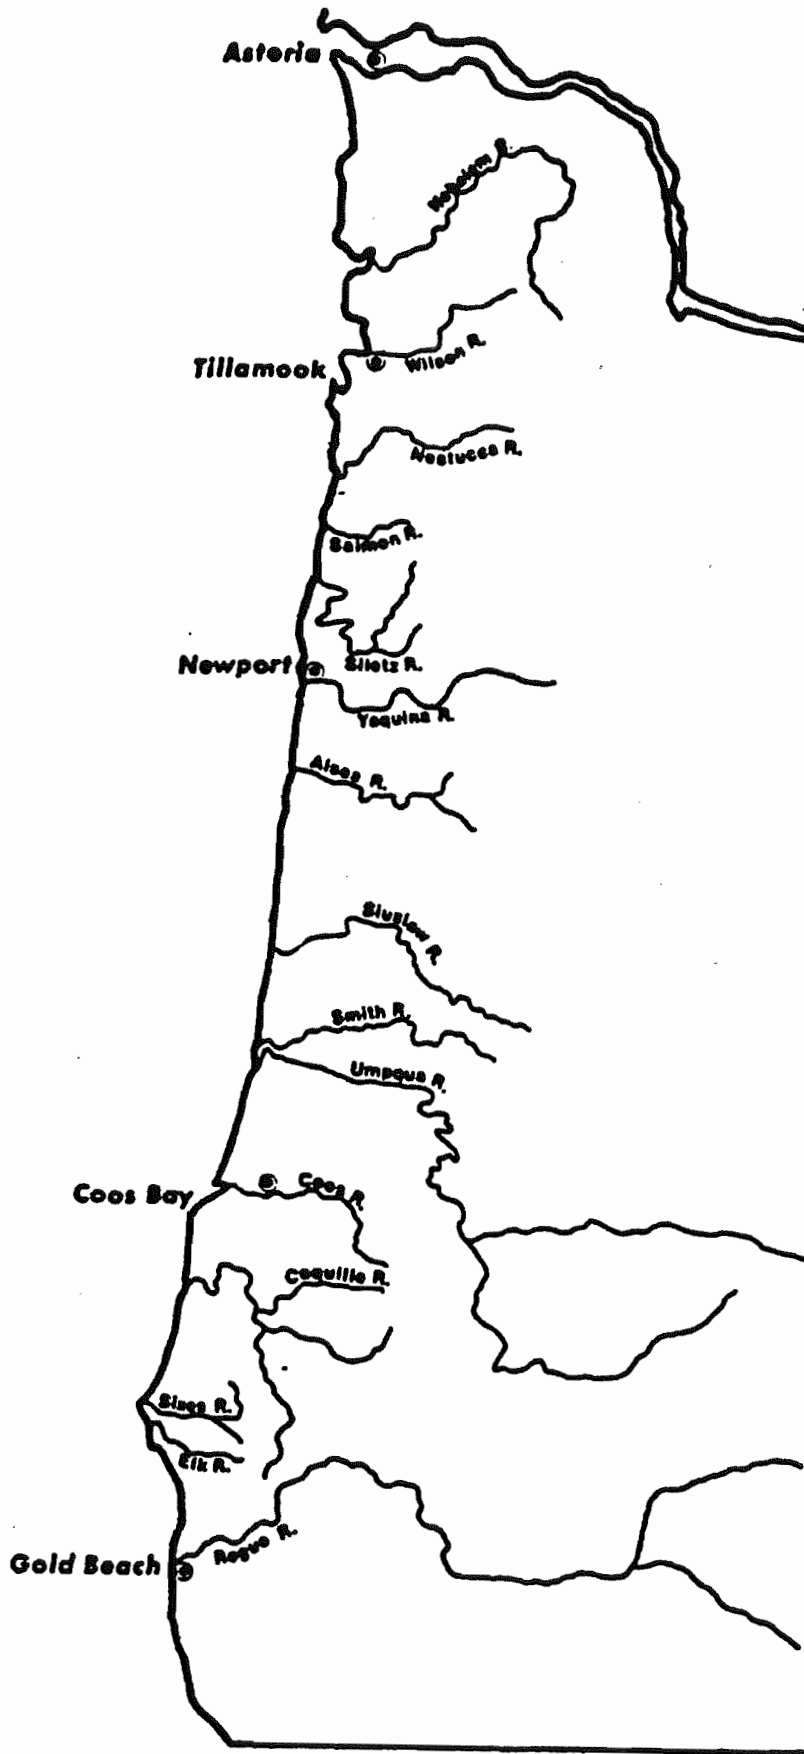 Astoria
Nehalem R.
Wilson R.
Tillamook
Nestucca R.
Salmon R.
Siletz R.
Newport
Yaquina R.
Alsea R.
Siuslaw R.
Smith R.
Umpqua R.
Coos R.
Coos Bay
Coquille R.
Sixes R.
Elk R.
Rogue R.
Gold Beach